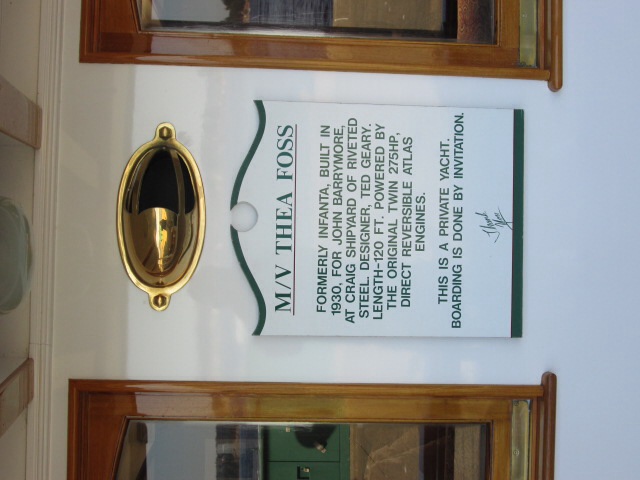 M/V THEA FOSS
FORMERLY INFANTA, BUILT IN
1930, FOR JOHN BARRYMORE,
AT CRAIG SHIPYARD OF RIVETED
STEEL. DESIGNER, TED GEARY.
LENGTH-120 FT. POWERED BY
THE ORIGINAL TWIN 275HP,
DIRECT REVERSIBLE ATLAS
ENGINES.
THIS IS A PRIVATE YACHT.
BOARDING IS DONE BY INVITATION.